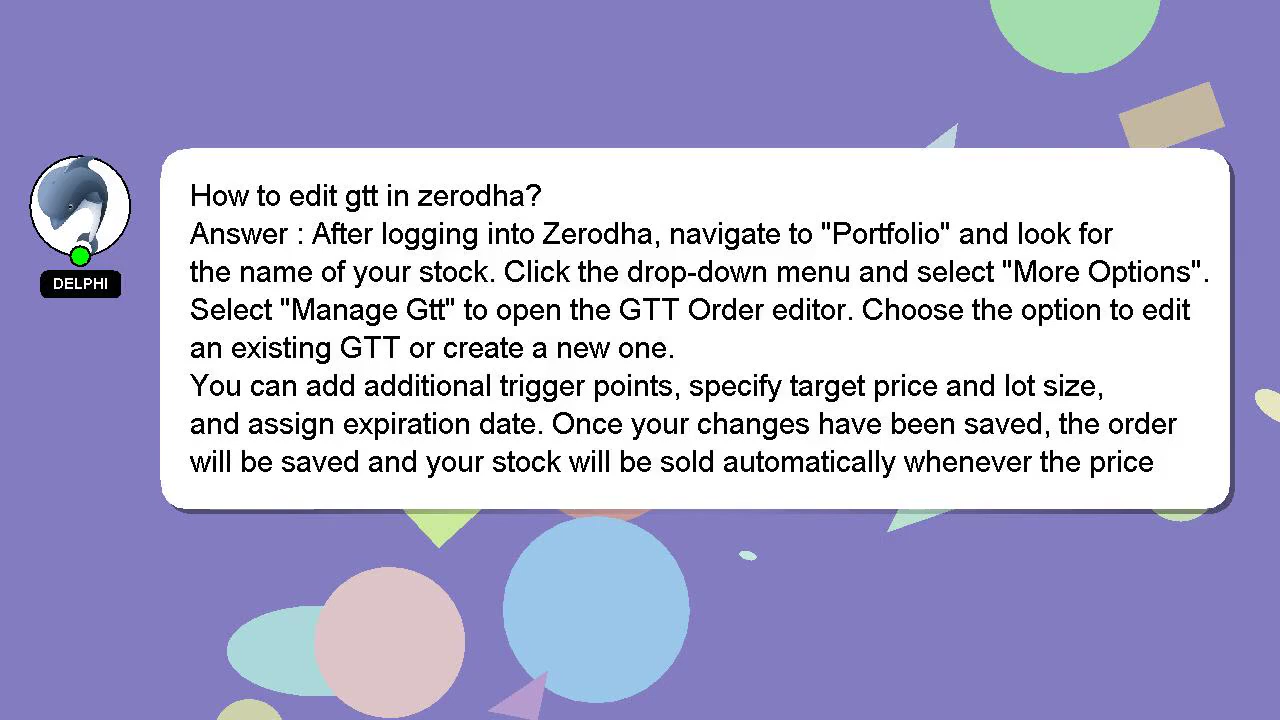 How to edit gtt in zerodha?
Answer : After logging into Zerodha, navigate to "Portfolio" and look for
the name of your stock. Click the drop-down menu and select "More Options".
Select "Manage Gtt" to open the GTT Order editor. Choose the option to edit
an existing GTT or create a new one.
You can add additional trigger points, specify target price and lot size,
and assign expiration date. Once your changes have been saved, the order
will be saved and your stock will be sold automatically whenever the price
DELPHI